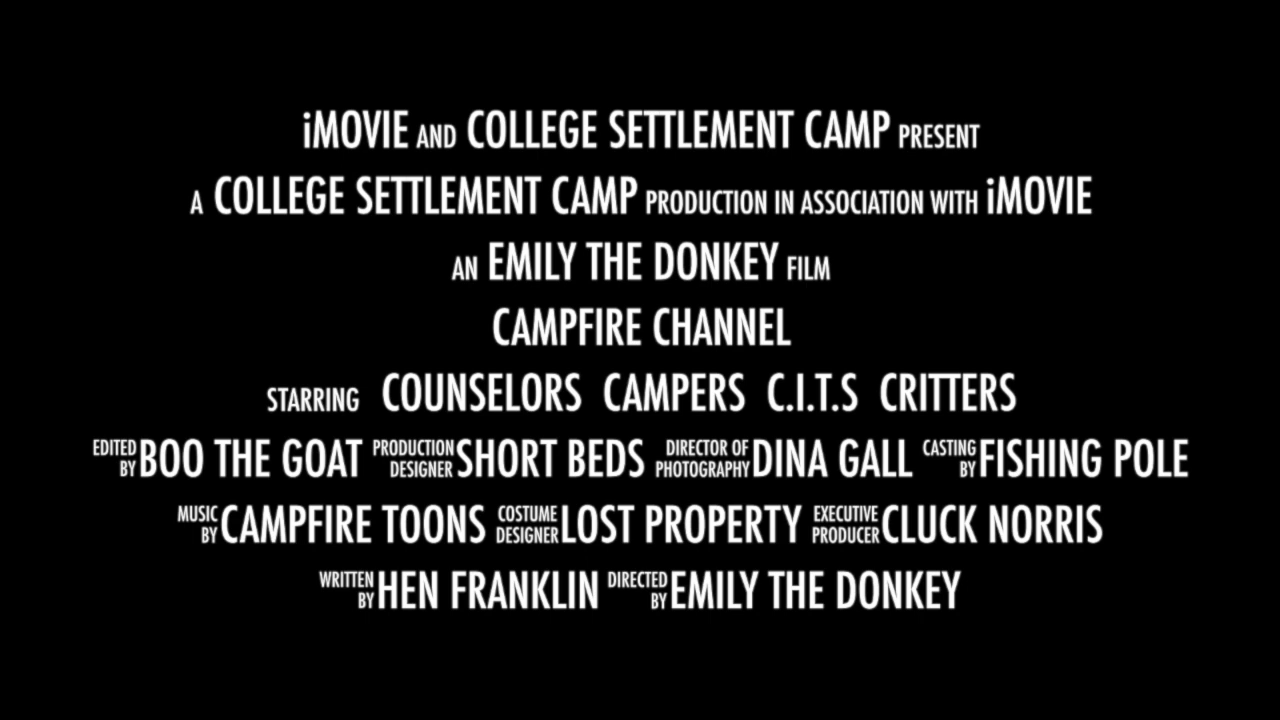 iMOVIE AND COLLEGE SETTLEMENT CAMP PRESENT
A COLLEGE SETTLEMENT CAMP PRODUCTION IN ASSOCIATION WITH iMOVIE
AN EMILY THE DONKEY FILM
CAMPFIRE CHANNEL
STARRING COUNSELORS CAMPERS C.I.T.S CRITTERS
EDITED BY BOO THE GOAT PRODUCTION DESIGNER SHORT BEDS DIRECTOR OF PHOTOGRAPHY DINA GALL CASTING BY FISHING POLE
MUSIC BY CAMPFIRE TOONS COSTUME DESIGNER LOST PROPERTY EXECUTIVE PRODUCER CLUCK NORRIS
WRITTEN BY HEN FRANKLIN DIRECTED BY EMILY THE DONKEY